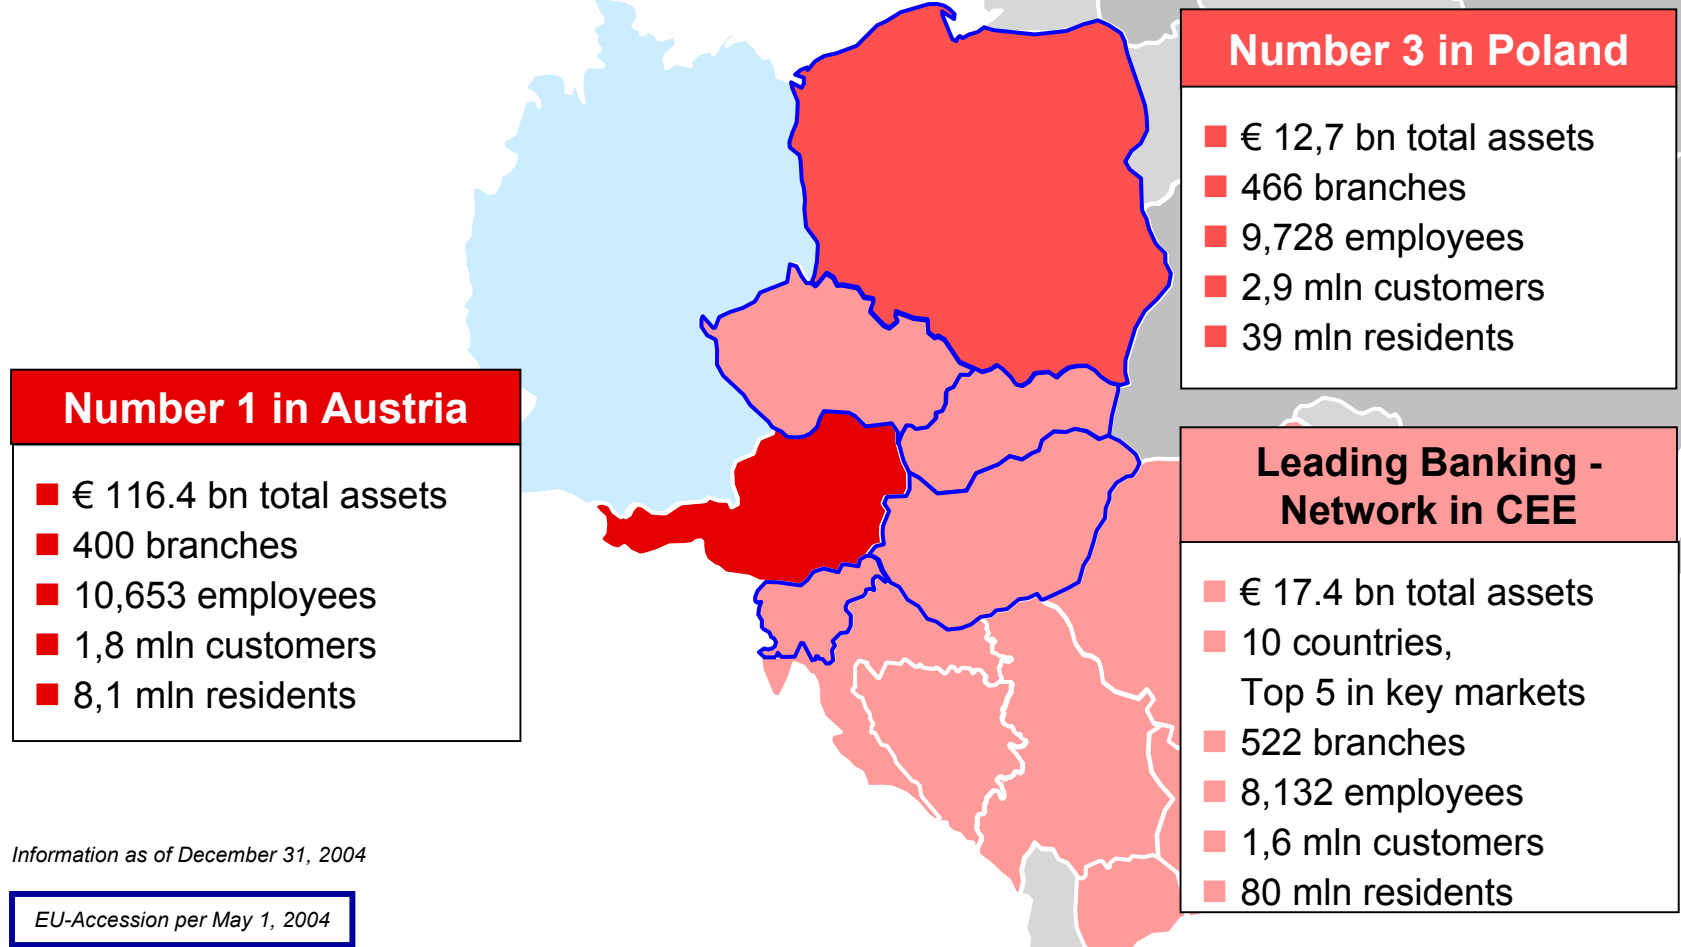 Number 3 in Poland
€ 12,7 bn total assets
466 branches
9,728 employees
2,9 mln customers
39 mln residents
Number 1 in Austria
€ 116.4 bn total assets
400 branches
10,653 employees
1,8 mln customers
8,1 mln residents
Leading Banking -
Network in CEE
€ 17.4 bn total assets
10 countries,
Top 5 in key markets
522 branches
8,132 employees
1,6 mln customers
80 mln residents
Information as of December 31, 2004
EU-Accession per May 1, 2004